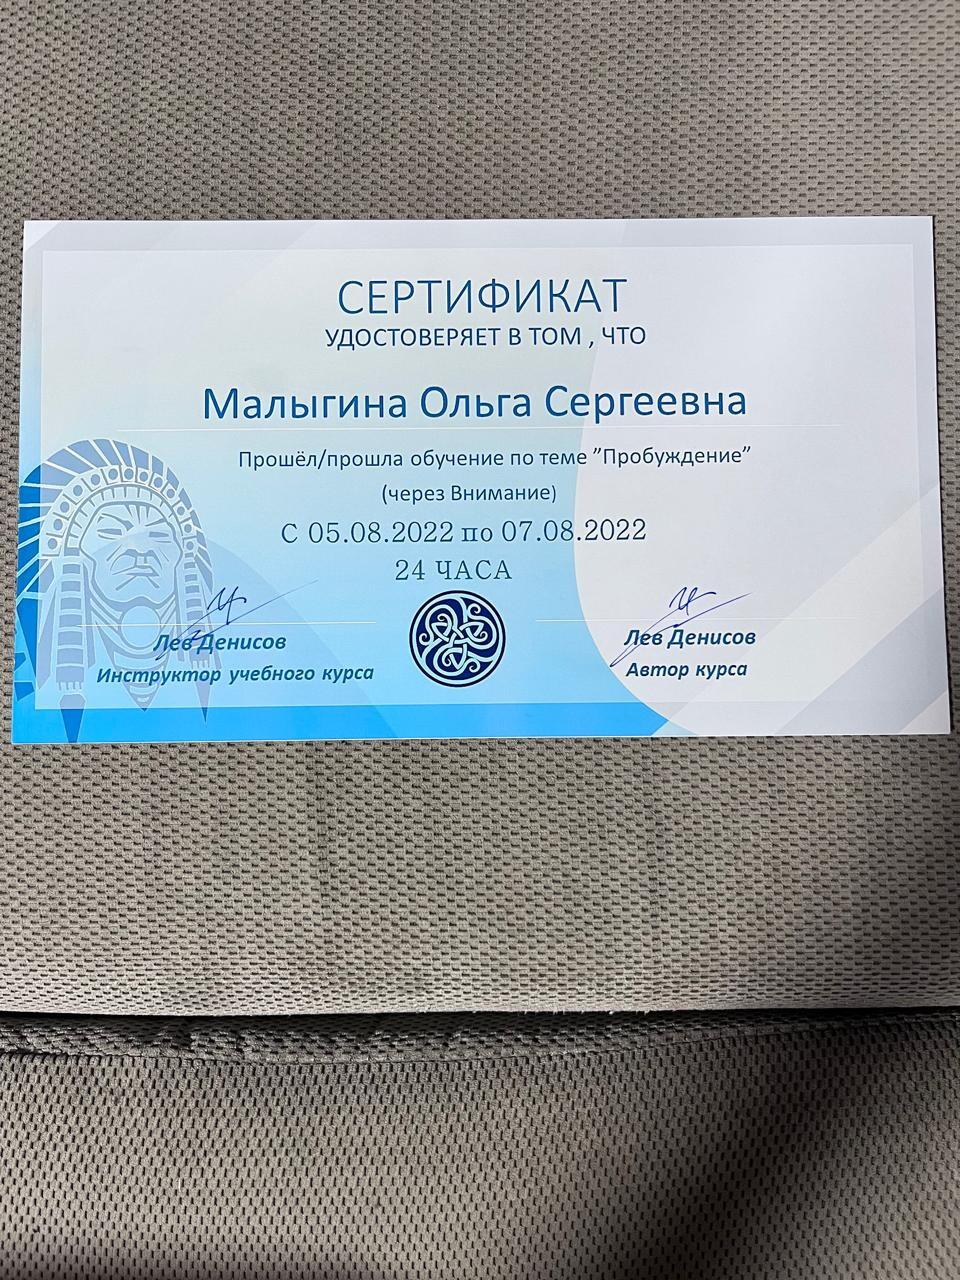 СЕРТИФИКАТ
УДОСТОВЕРЯЕТ В ТОМ , ЧТО
Малыгина Ольга Сергеевна
Прошёл/прошла обучение по теме ”Пробуждение”
(через Внимание)
С 05.08.2022 по 07.08.2022
24 ЧАСА
Лев Денисов
Инструктор учебного курса
Лев Денисов
Автор курса